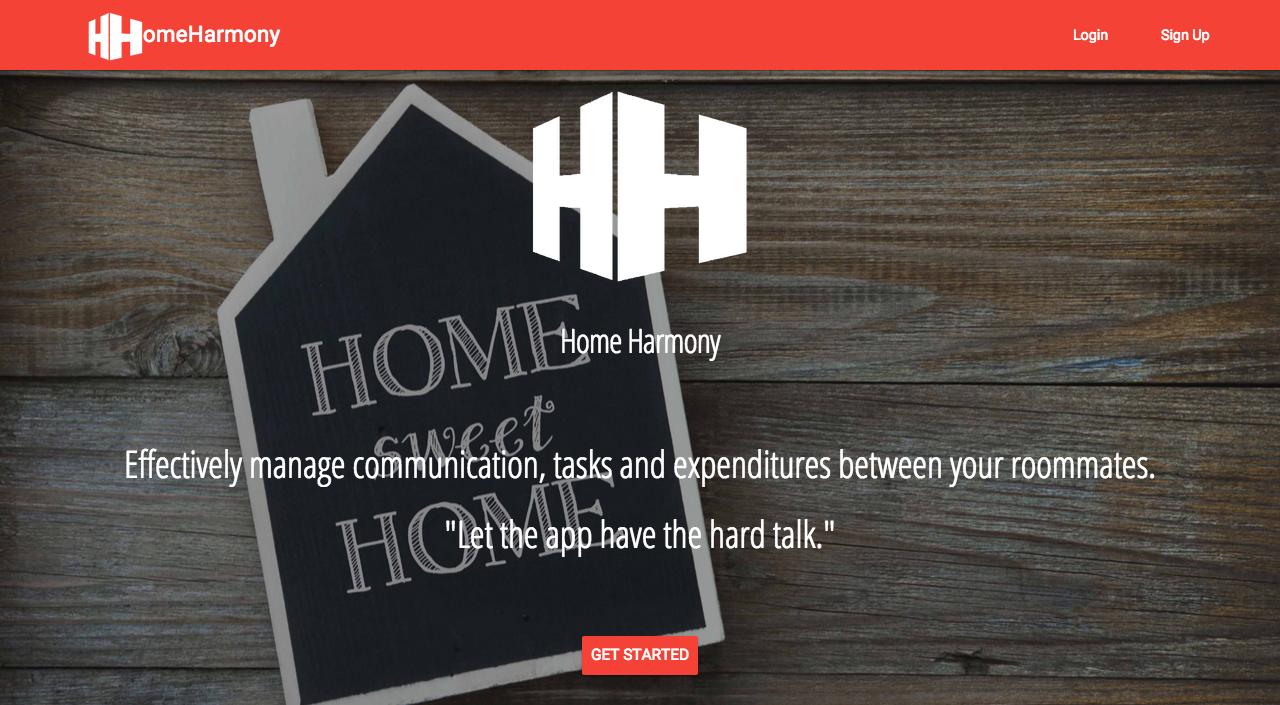 HomeHarmony
Login
Sign Up
HH
Home Harmony
HOME
sweet
HOME
Effectively manage communication, tasks and expenditures between your roommates.
"Let the app have the hard talk."
GET STARTED